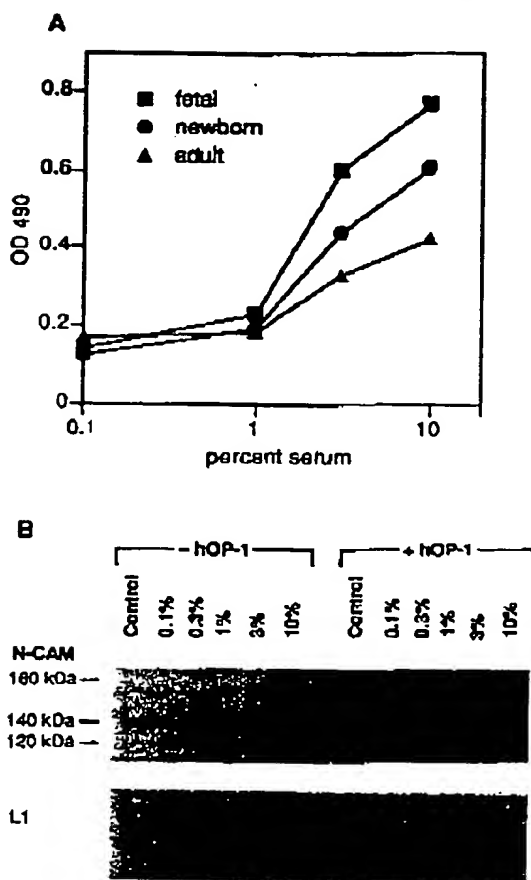 A
0.8
fetal
newborn
adult
0.6
OD 490
0.4
0.2
0
0.1 1 10
percent serum
B
- hOP-1 + hOP-1
Control 0.1% 0.3% 1% 3% 10% Control 0.1% 0.3% 1% 3% 10%
N-CAM
180 kDa
140 kDa
120 kDa
L1